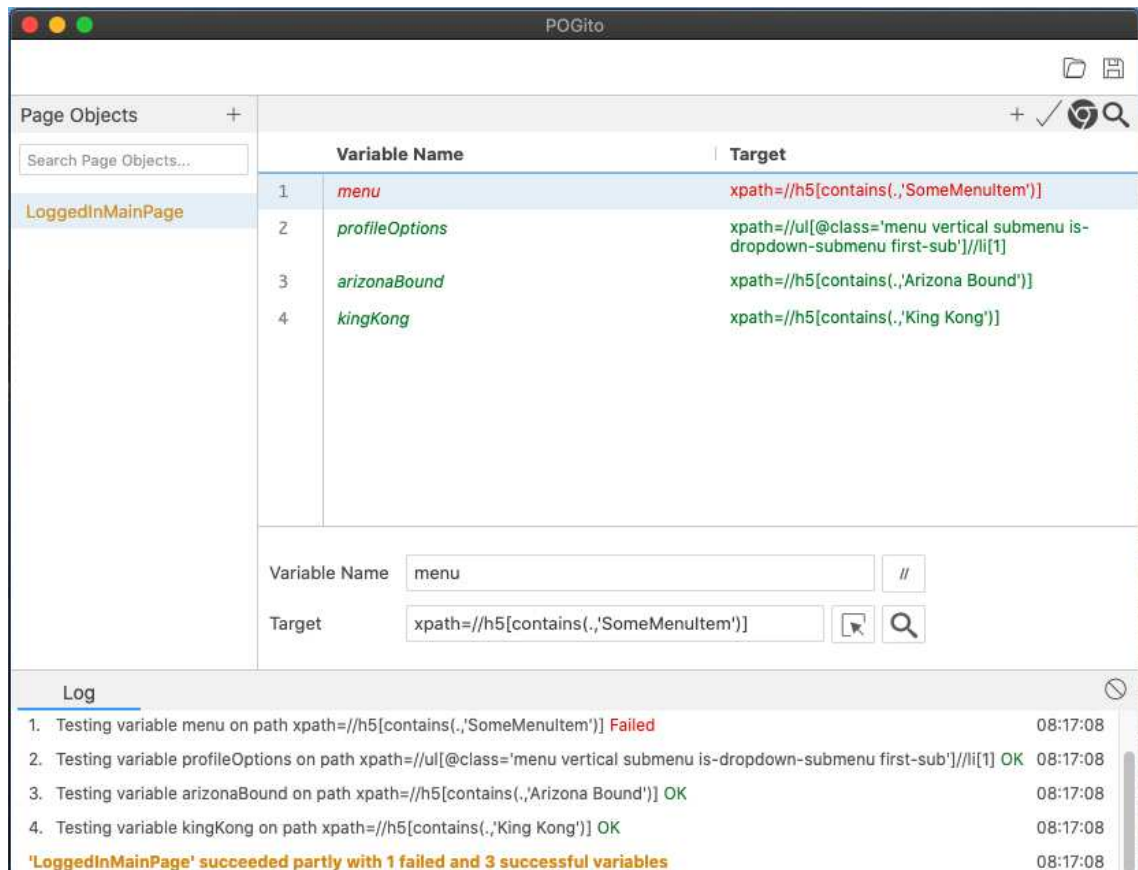 POGito
Page Objects +
+
Search Page Objects...
LoggedInMainPage
Variable Name Target
1 menu xpath=//h5[contains(.,'SomeMenuItem')]
2 profileOptions xpath=//ul[@class='menu vertical submenu is-
dropdown-submenu first-sub']//li[1]
3 arizonaBound xpath=//h5[contains(.,'Arizona Bound')]
4 kingKong xpath=//h5[contains(.,'King Kong')]
Variable Name menu //
Target xpath=//h5[contains(.,'SomeMenuItem')]
Log
1. Testing variable menu on path xpath=//h5[contains(.,'SomeMenuItem')] Failed 08:17:08
2. Testing variable profileOptions on path xpath=//ul[@class='menu vertical submenu is-dropdown-submenu first-sub']//li[1] OK 08:17:08
3. Testing variable arizonaBound on path xpath=//h5[contains(.,'Arizona Bound')] OK 08:17:08
4. Testing variable kingKong on path xpath=//h5[contains(.,'King Kong')] OK 08:17:08
'LoggedInMainPage' succeeded partly with 1 failed and 3 successful variables 08:17:08